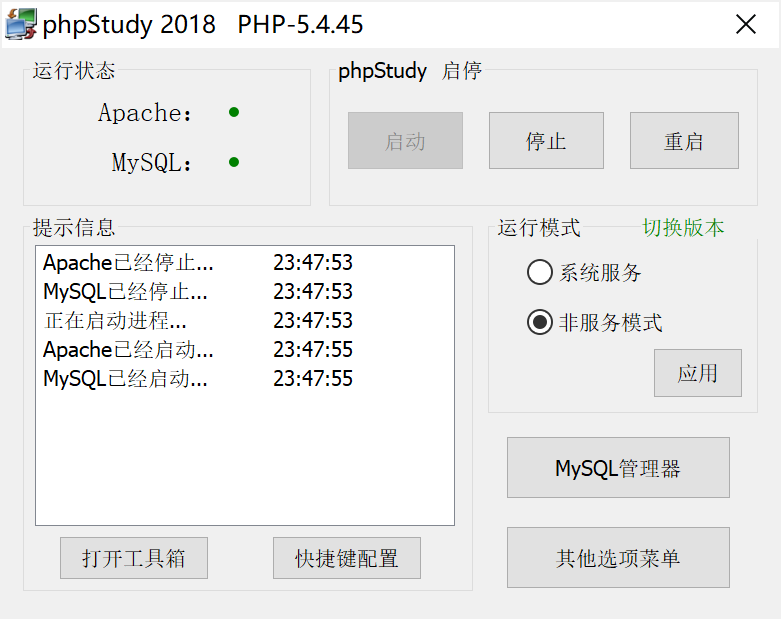 phpStudy 2018 PHP-5.4.45
运行状态
Apache:
MySQL:
phpStudy 启停
启动 停止 重启
提示信息
Apache已经停止... 23:47:53
MySQL已经停止... 23:47:53
正在启动进程... 23:47:53
Apache已经启动... 23:47:55
MySQL已经启动... 23:47:55
打开工具箱 快捷键配置
运行模式 切换版本
系统服务
非服务模式
应用
MySQL管理器
其他选项菜单